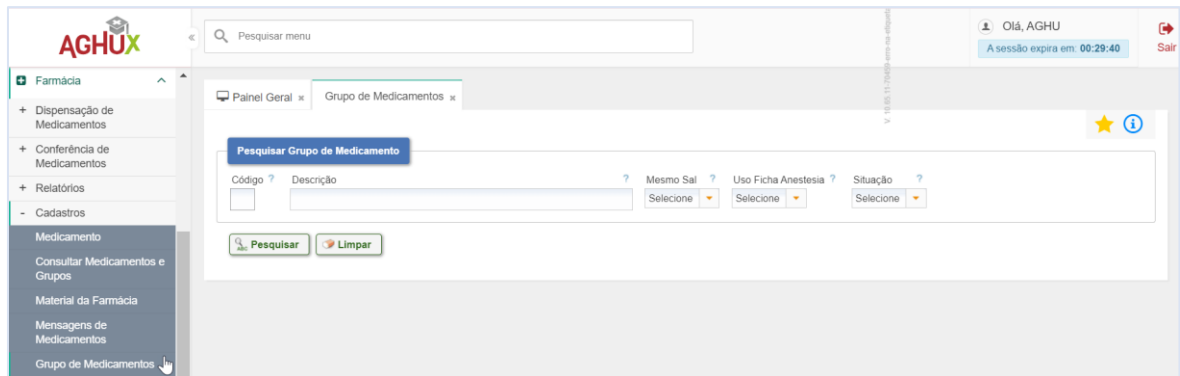 AGHUX
«
Pesquisar menu
Olá, AGHU
A sessão expira em: 00:29:40
Sair
Farmácia
+ Dispensação de
Medicamentos
+ Conferência de
Medicamentos
+ Relatórios
- Cadastros
Medicamento
Consultar Medicamentos e
Grupos
Material da Farmácia
Mensagens de
Medicamentos
Grupo de Medicamentos
Painel Geral x
Grupo de Medicamentos x
Pesquisar Grupo de Medicamento
Código ?
Descrição ?
Mesmo Sal ?
Uso Ficha Anestesia ?
Situação ?
Selecione
Selecione
Selecione
Pesquisar
Limpar